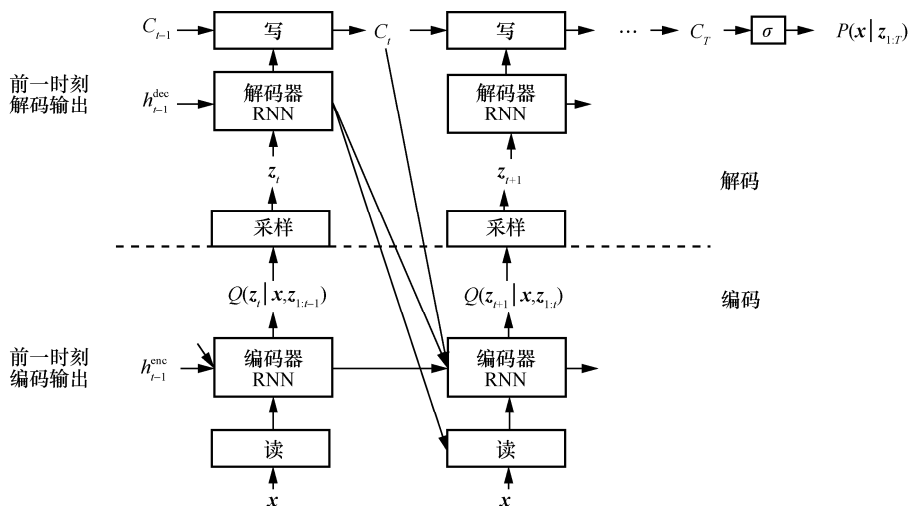 C_{t-1} 写 C_t 写 … C_T σ P(x|z_{1:T})
前一时刻
解码输出
h_{t-1}^{dec}
解码器
RNN
解码器
RNN
z_t z_{t+1}
解码
采样 采样
Q(z_t|x,z_{1:t-1}) Q(z_{t+1}|x,z_{1:t})
编码
前一时刻
编码输出
h_{t-1}^{enc}
编码器
RNN
编码器
RNN
读 读
x x